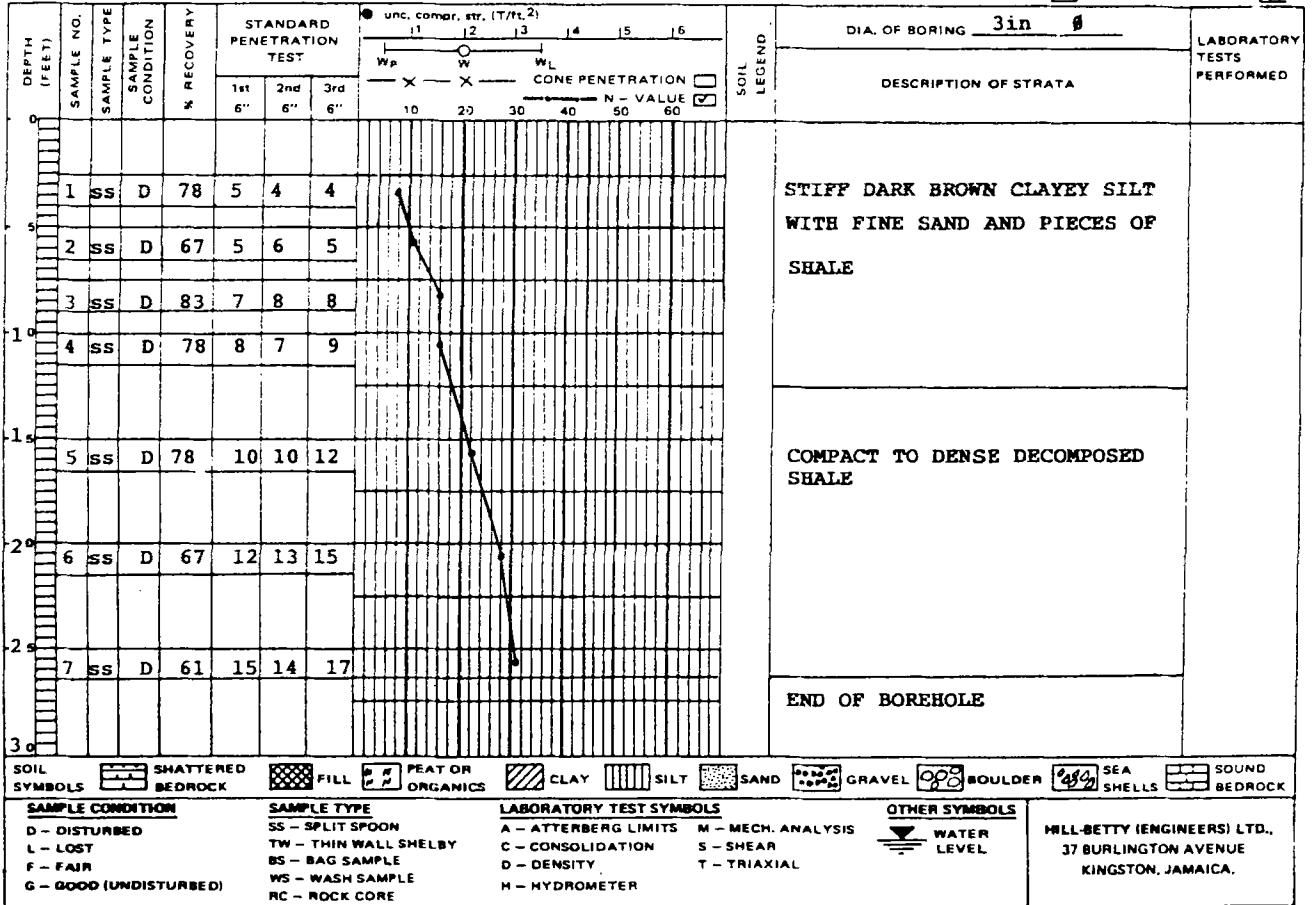 DEPTH (FEET)
SAMPLE NO.
SAMPLE TYPE
SAMPLE CONDITION
% RECOVERY
STANDARD PENETRATION TEST
1st 6" 2nd 6" 3rd 6"
● unc. compr. str. (T/ft.²)
1 2 3 4 5 6
Wp W WL
CONE PENETRATION
N – VALUE
10 20 30 40 50 60
SOIL LEGEND
DIA. OF BORING 3in Ø
DESCRIPTION OF STRATA
LABORATORY TESTS PERFORMED
0
1 ss D 78 5 4 4
STIFF DARK BROWN CLAYEY SILT
WITH FINE SAND AND PIECES OF
SHALE
5
2 ss D 67 5 6 5
3 ss D 83 7 8 8
10
4 ss D 78 8 7 9
15
5 ss D 78 10 10 12
COMPACT TO DENSE DECOMPOSED
SHALE
20
6 ss D 67 12 13 15
25
7 ss D 61 15 14 17
END OF BOREHOLE
30
SOIL SYMBOLS SHATTERED BEDROCK FILL PEAT OR ORGANICS CLAY SILT SAND GRAVEL BOULDER SEA SHELLS SOUND BEDROCK
SAMPLE CONDITION
D – DISTURBED
L – LOST
F – FAIR
G – GOOD (UNDISTURBED)
SAMPLE TYPE
SS – SPLIT SPOON
TW – THIN WALL SHELBY
BS – BAG SAMPLE
WS – WASH SAMPLE
RC – ROCK CORE
LABORATORY TEST SYMBOLS
A – ATTERBERG LIMITS M – MECH. ANALYSIS
C – CONSOLIDATION S – SHEAR
D – DENSITY T – TRIAXIAL
H – HYDROMETER
OTHER SYMBOLS
WATER LEVEL
HILL-BETTY (ENGINEERS) LTD.,
37 BURLINGTON AVENUE
KINGSTON, JAMAICA.